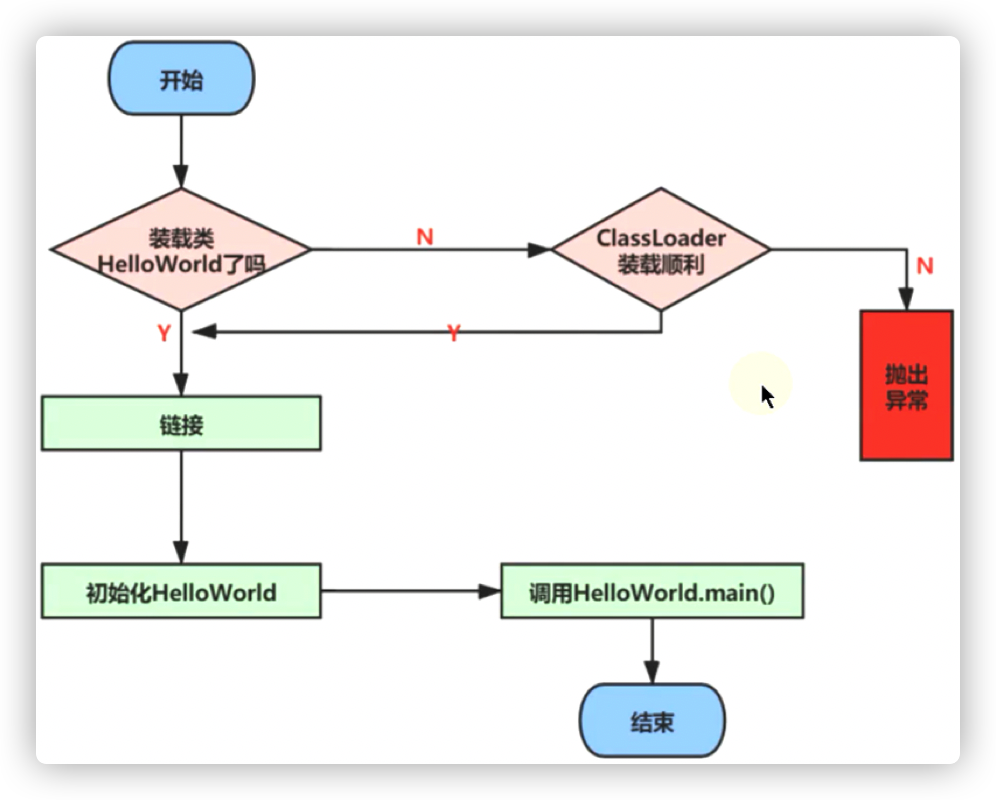 开始
装载类
HelloWorld了吗
N
ClassLoader
装载顺利
N
Y
Y
抛出
异常
链接
初始化HelloWorld
调用HelloWorld.main()
结束